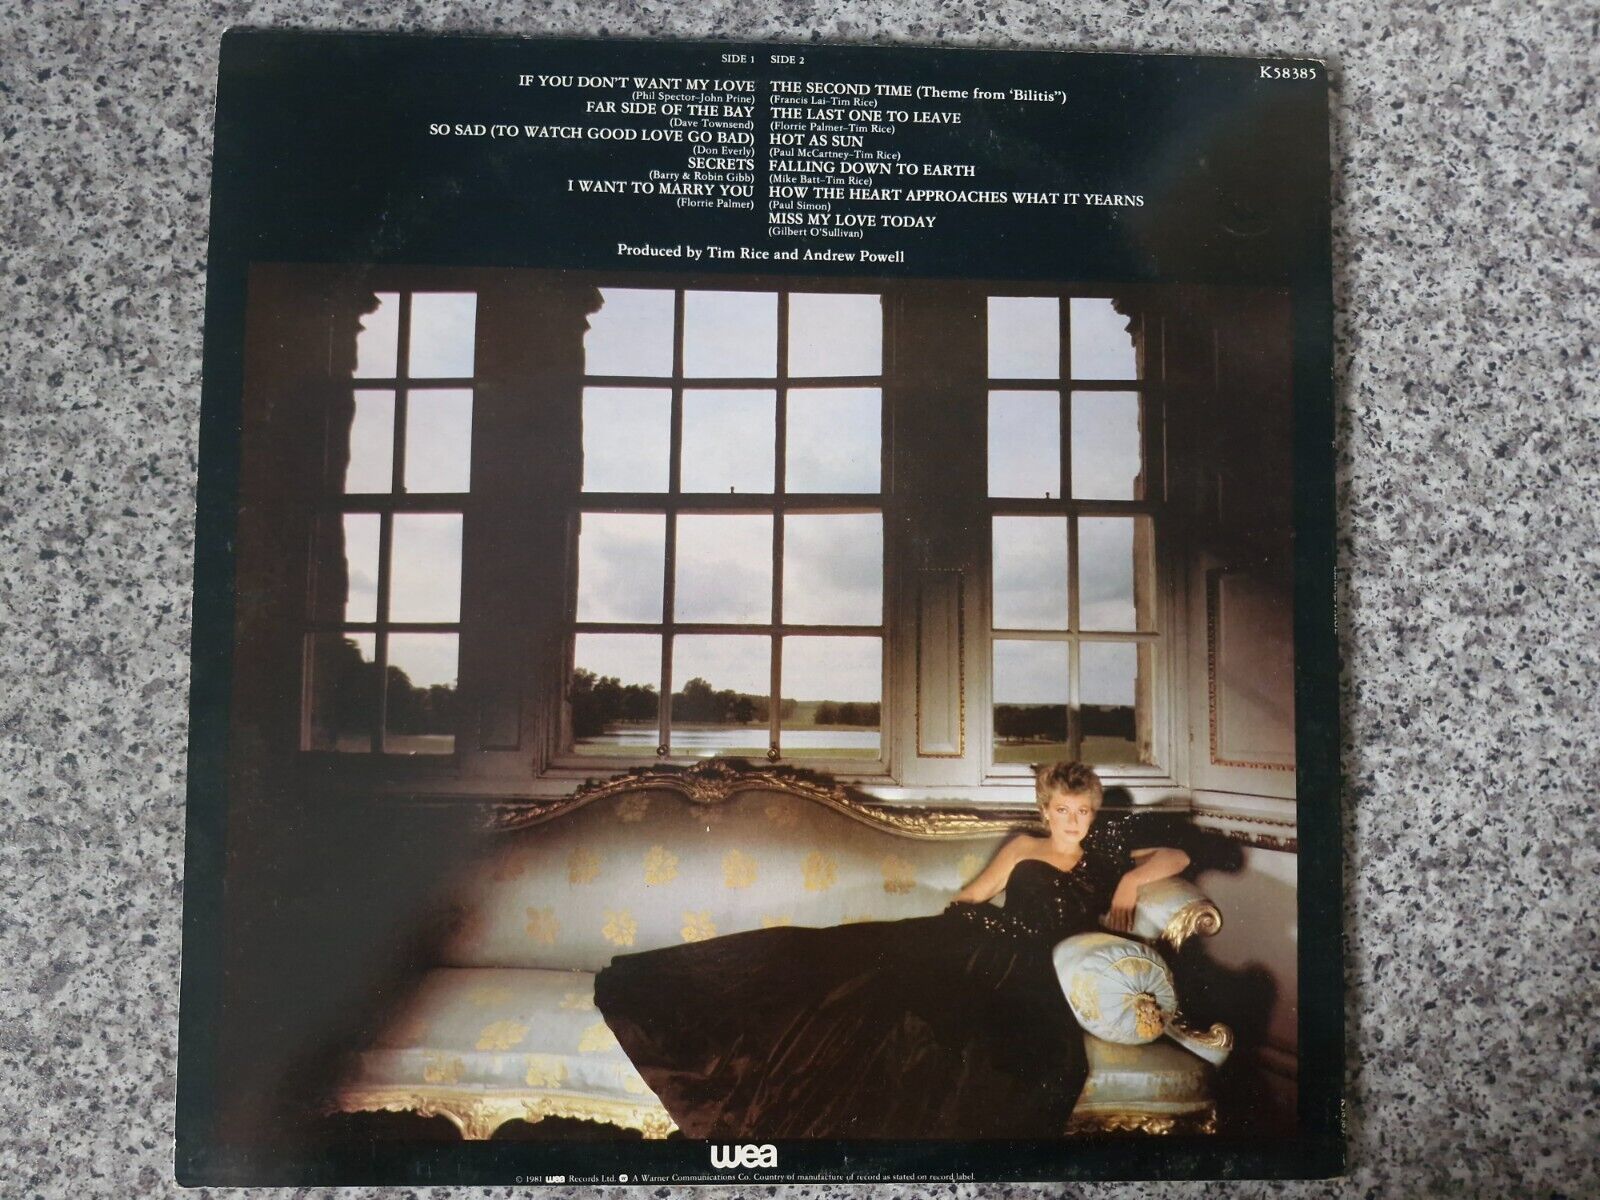 SIDE 1 SIDE 2
K58385
IF YOU DON'T WANT MY LOVE
(Phil Spector–John Prine)
FAR SIDE OF THE BAY
(Dave Townsend)
SO SAD (TO WATCH GOOD LOVE GO BAD)
(Don Everly)
SECRETS
(Barry & Robin Gibb)
I WANT TO MARRY YOU
(Florrie Palmer)
THE SECOND TIME (Theme from 'Bilitis")
(Francis Lai–Tim Rice)
THE LAST ONE TO LEAVE
(Florrie Palmer–Tim Rice)
HOT AS SUN
(Paul McCartney–Tim Rice)
FALLING DOWN TO EARTH
(Mike Batt–Tim Rice)
HOW THE HEART APPROACHES WHAT IT YEARNS
(Paul Simon)
MISS MY LOVE TODAY
(Gilbert O'Sullivan)
Produced by Tim Rice and Andrew Powell
wea
© 1981 wea Records Ltd. A Warner Communications Co. Country of manufacture of record as stated on record label.